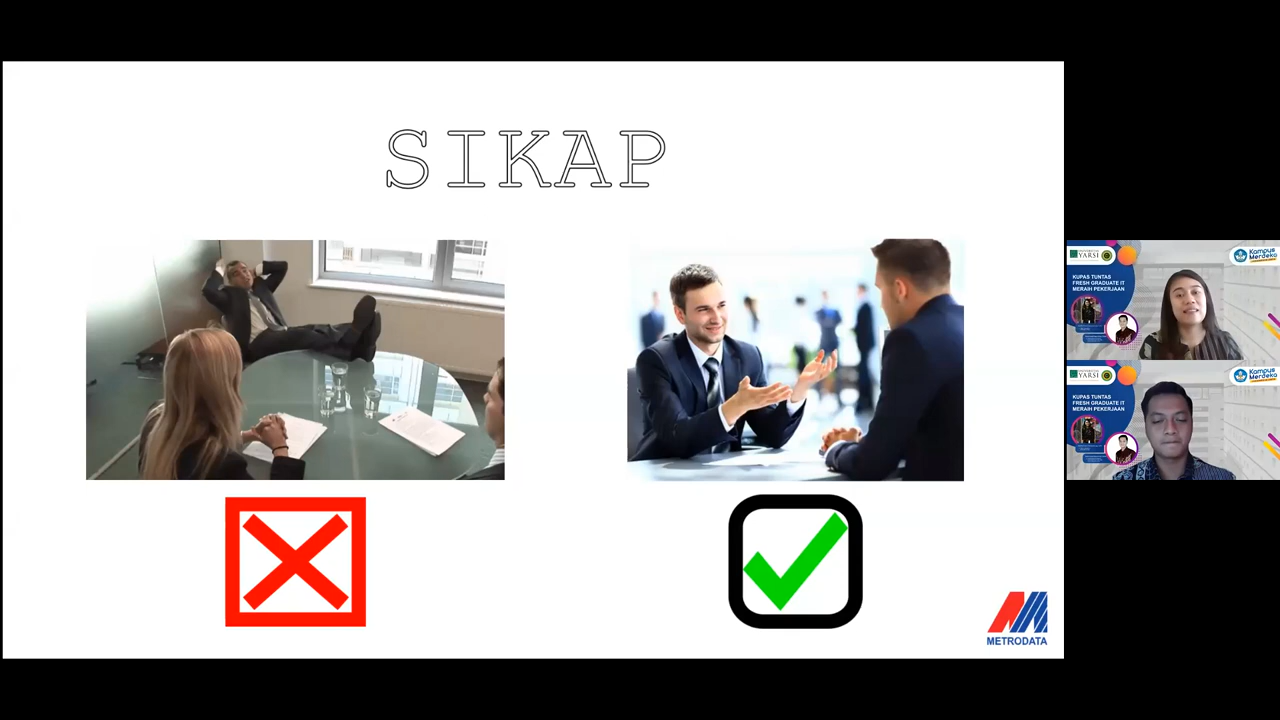 SIKAP
METRODATA
YARSI
Kampus
Merdeka
KUPAS TUNTAS
FRESH GRADUATE IT
MERAIH PEKERJAAN
YARSI
Kampus
Merdeka
KUPAS TUNTAS
FRESH GRADUATE IT
MERAIH PEKERJAAN